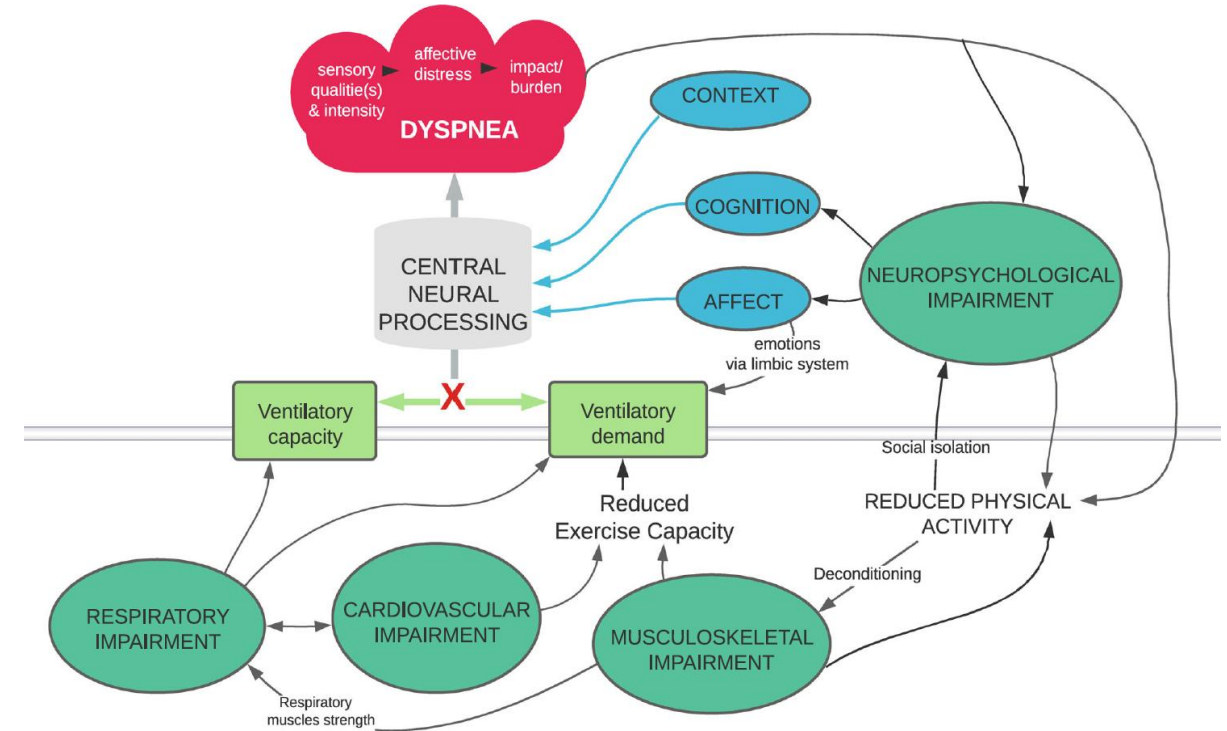 sensory
qualitie(s)
& intensity
affective
distress
impact/
burden
DYSPNEA
CONTEXT
COGNITION
AFFECT
CENTRAL
NEURAL
PROCESSING
NEUROPSYCHOLOGICAL
IMPAIRMENT
emotions
via limbic system
X
Ventilatory
capacity
Ventilatory
demand
Social isolation
Reduced
Exercise Capacity
REDUCED PHYSICAL
ACTIVITY
Deconditioning
RESPIRATORY
IMPAIRMENT
CARDIOVASCULAR
IMPAIRMENT
MUSCULOSKELETAL
IMPAIRMENT
Respiratory
muscles strength